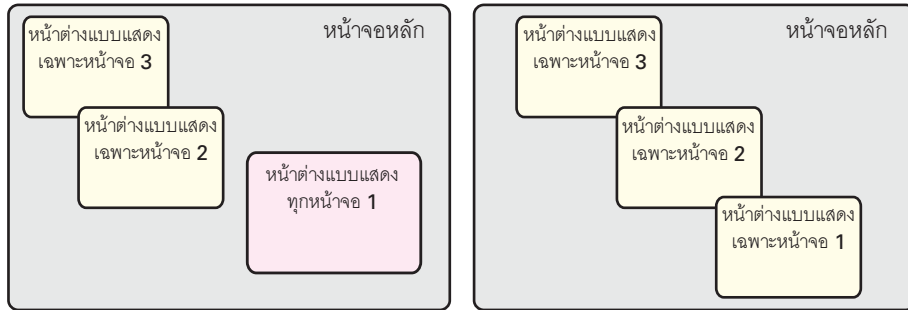 หน้าจอหลัก
หน้าต่างแบบแสดง
เฉพาะหน้าจอ 3
หน้าต่างแบบแสดง
เฉพาะหน้าจอ 2
หน้าต่างแบบแสดง
ทุกหน้าจอ 1
หน้าจอหลัก
หน้าต่างแบบแสดง
เฉพาะหน้าจอ 3
หน้าต่างแบบแสดง
เฉพาะหน้าจอ 2
หน้าต่างแบบแสดง
เฉพาะหน้าจอ 1